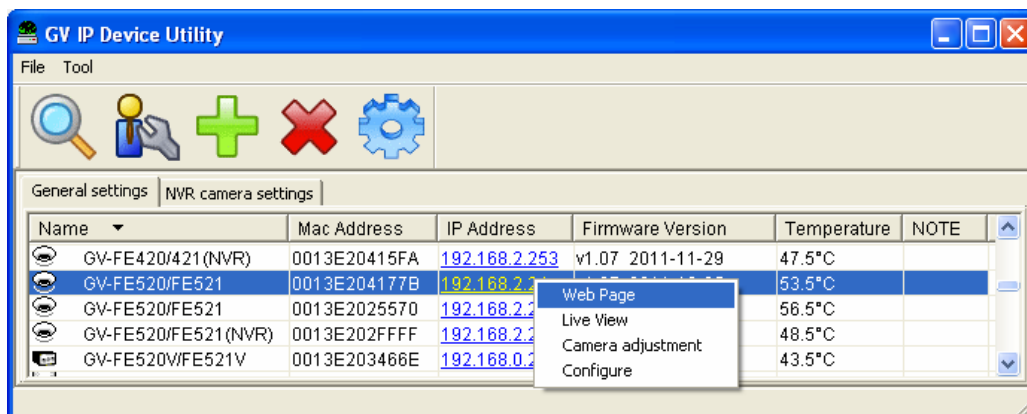 GV IP Device Utility
File Tool
General settings NVR camera settings
Name Mac Address IP Address Firmware Version Temperature NOTE
GV-FE420/421(NVR) 0013E20415FA 192.168.2.253 v1.07 2011-11-29 47.5°C
GV-FE520/FE521 0013E204177B 53.5°C
Web Page
GV-FE520/FE521 0013E2025570 56.5°C
Live View
GV-FE520/FE521(NVR) 0013E202FFFF 48.5°C
Camera adjustment
GV-FE520V/FE521V 0013E203466E 43.5°C
Configure